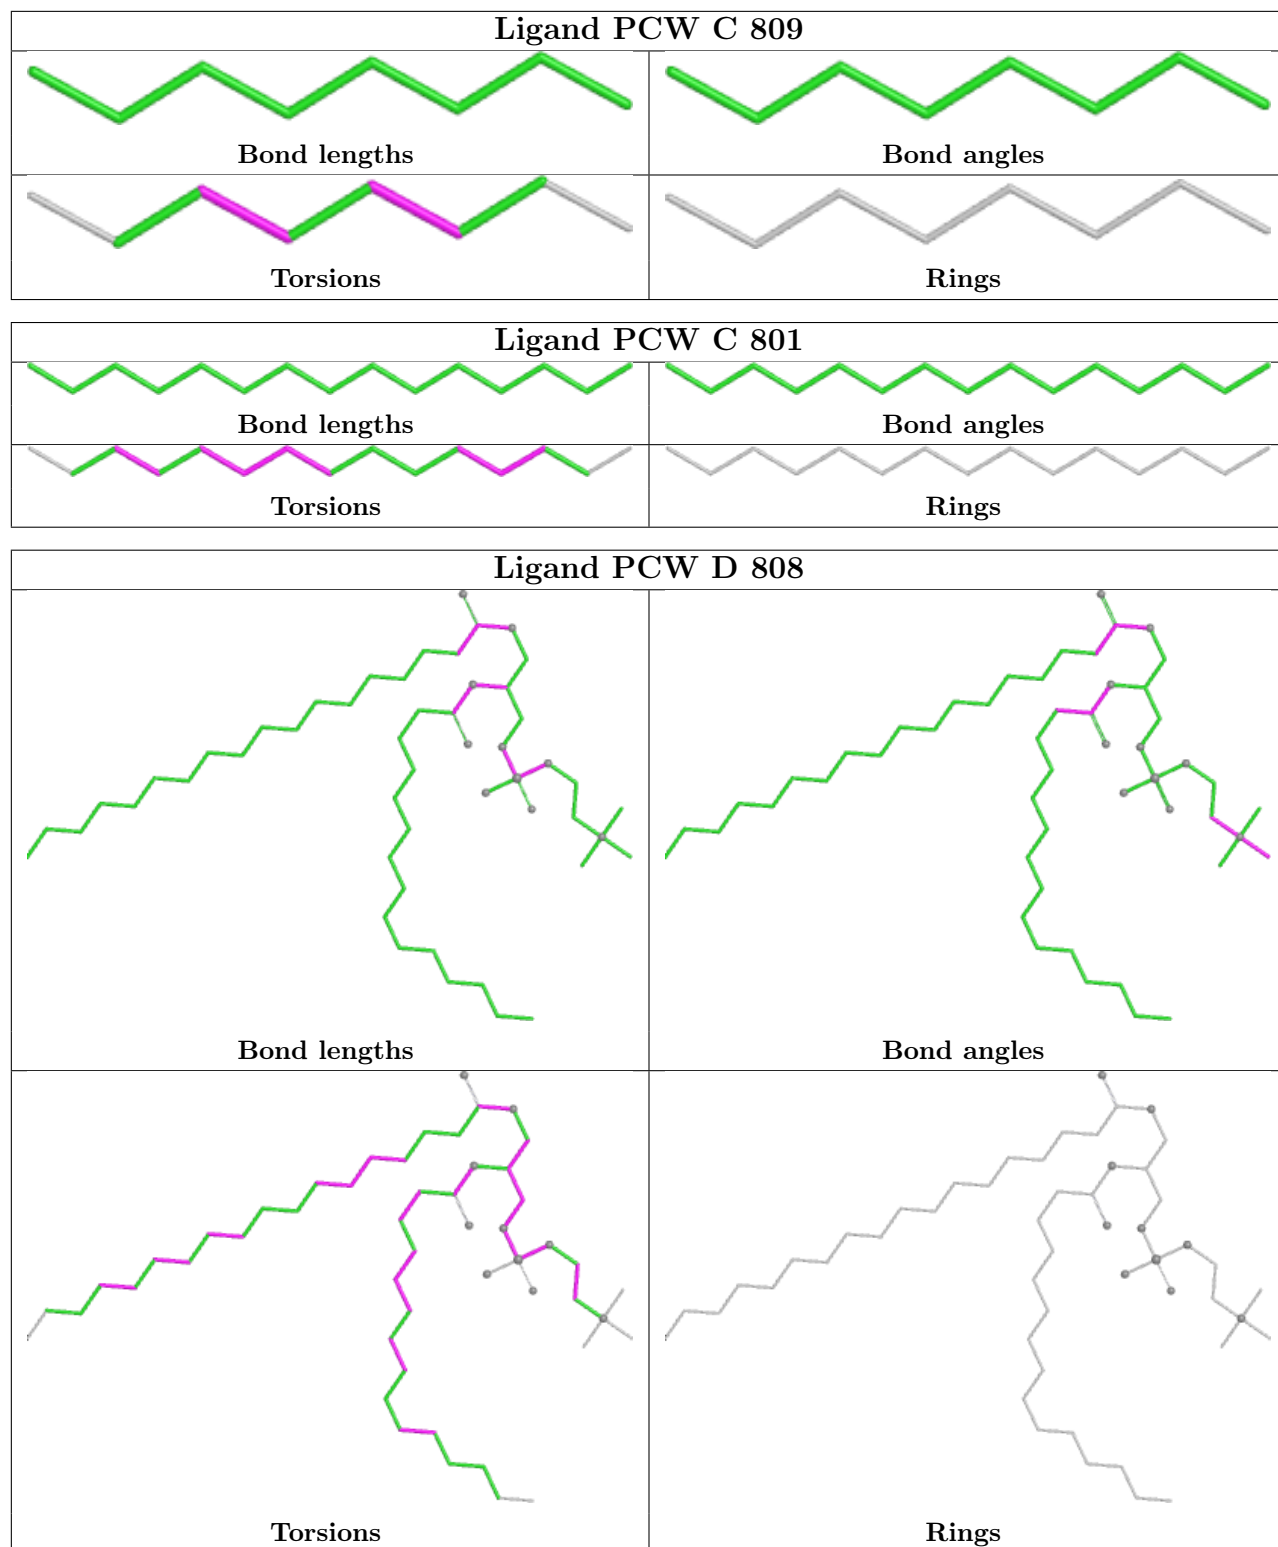 Ligand PCW C 809
Bond lengths
Bond angles
Torsions
Rings
Ligand PCW C 801
Bond lengths
Bond angles
Torsions
Rings
Ligand PCW D 808
Bond lengths
Bond angles
Torsions
Rings